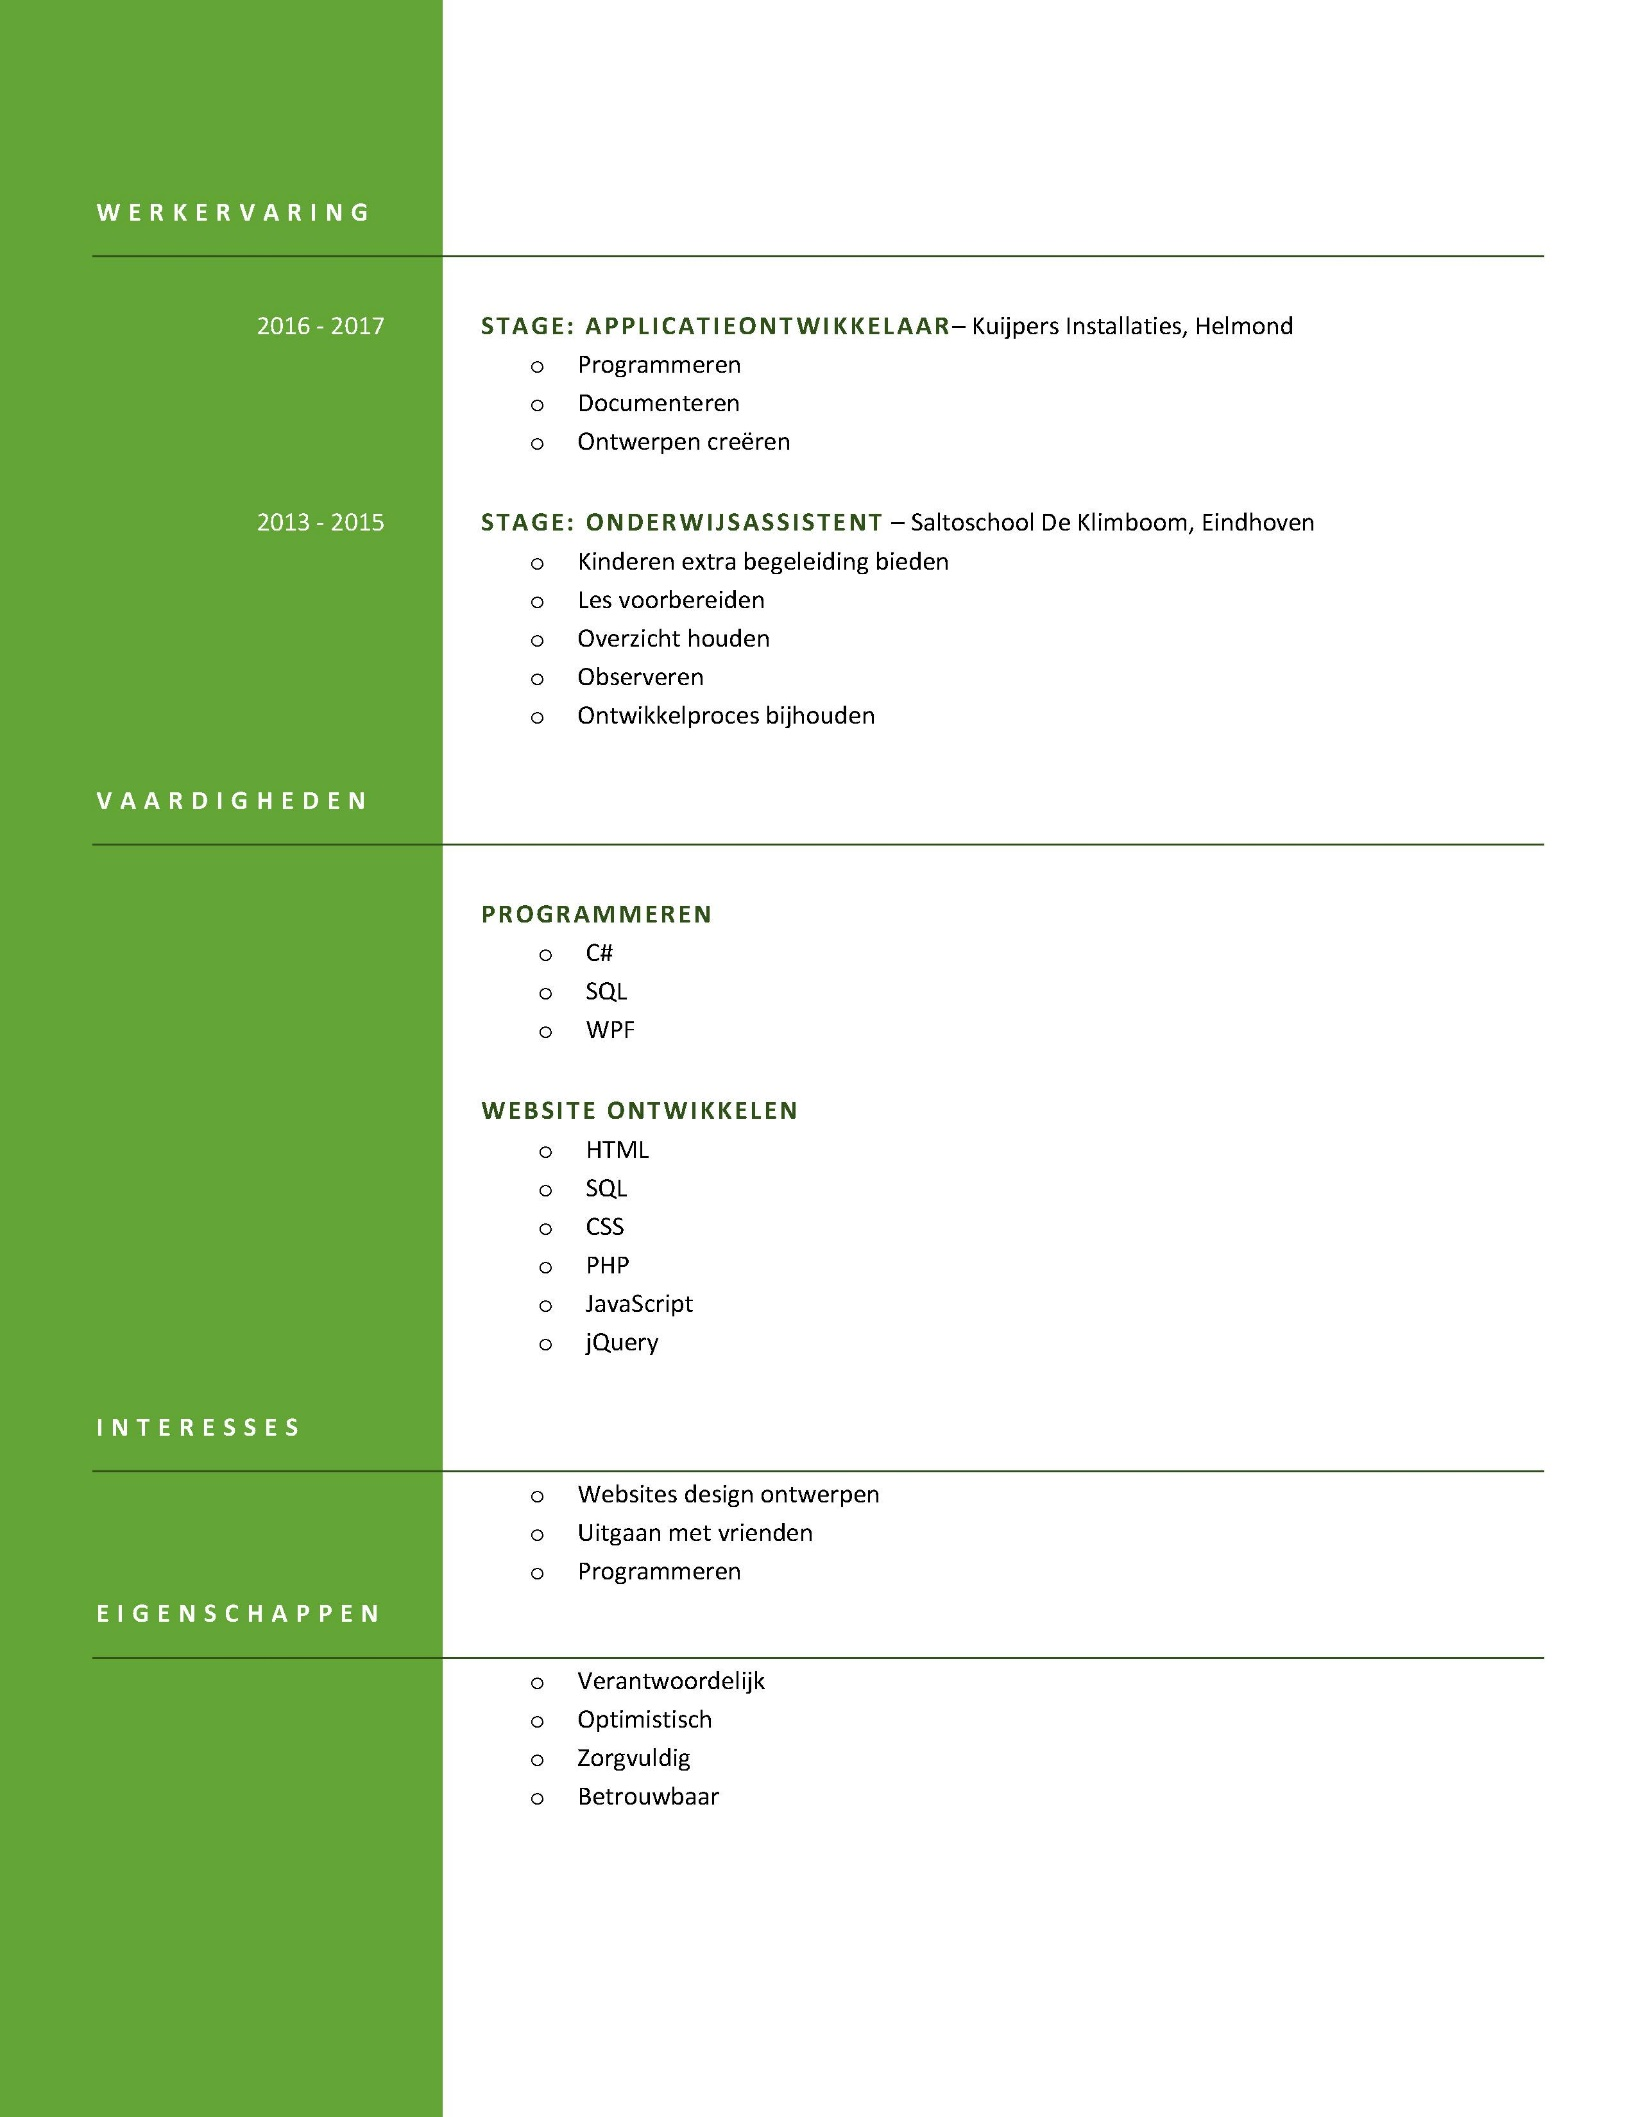 WERKERVARING
2016 - 2017 STAGE: APPLICATIEONTWIKKELAAR– Kuijpers Installaties, Helmond
o Programmeren
o Documenteren
o Ontwerpen creëren
2013 - 2015 STAGE: ONDERWIJSASSISTENT – Saltoschool De Klimboom, Eindhoven
o Kinderen extra begeleiding bieden
o Les voorbereiden
o Overzicht houden
o Observeren
o Ontwikkelproces bijhouden
VAARDIGHEDEN
PROGRAMMEREN
o C#
o SQL
o WPF
WEBSITE ONTWIKKELEN
o HTML
o SQL
o CSS
o PHP
o JavaScript
o jQuery
INTERESSES
o Websites design ontwerpen
o Uitgaan met vrienden
o Programmeren
EIGENSCHAPPEN
o Verantwoordelijk
o Optimistisch
o Zorgvuldig
o Betrouwbaar